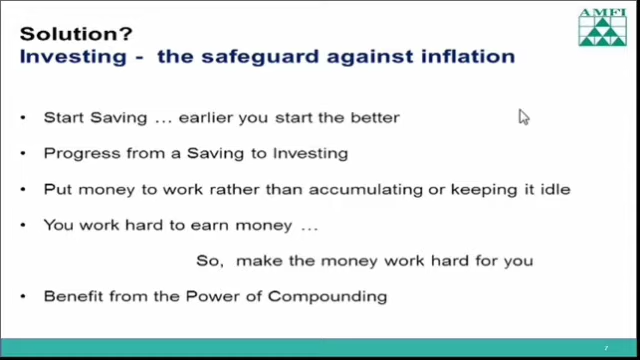 AMFI
Solution?
Investing - the safeguard against inflation
• Start Saving … earlier you start the better
• Progress from a Saving to Investing
• Put money to work rather than accumulating or keeping it idle
• You work hard to earn money …
So, make the money work hard for you
• Benefit from the Power of Compounding
7